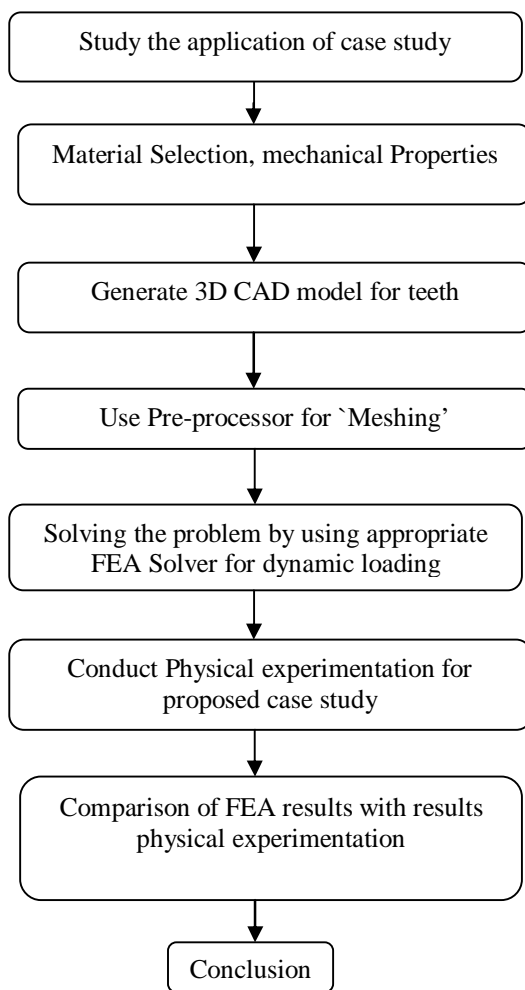 Study the application of case study
Material Selection, mechanical Properties
Generate 3D CAD model for teeth
Use Pre-processor for `Meshing’
Solving the problem by using appropriate
FEA Solver for dynamic loading
Conduct Physical experimentation for
proposed case study
Comparison of FEA results with results
physical experimentation
Conclusion